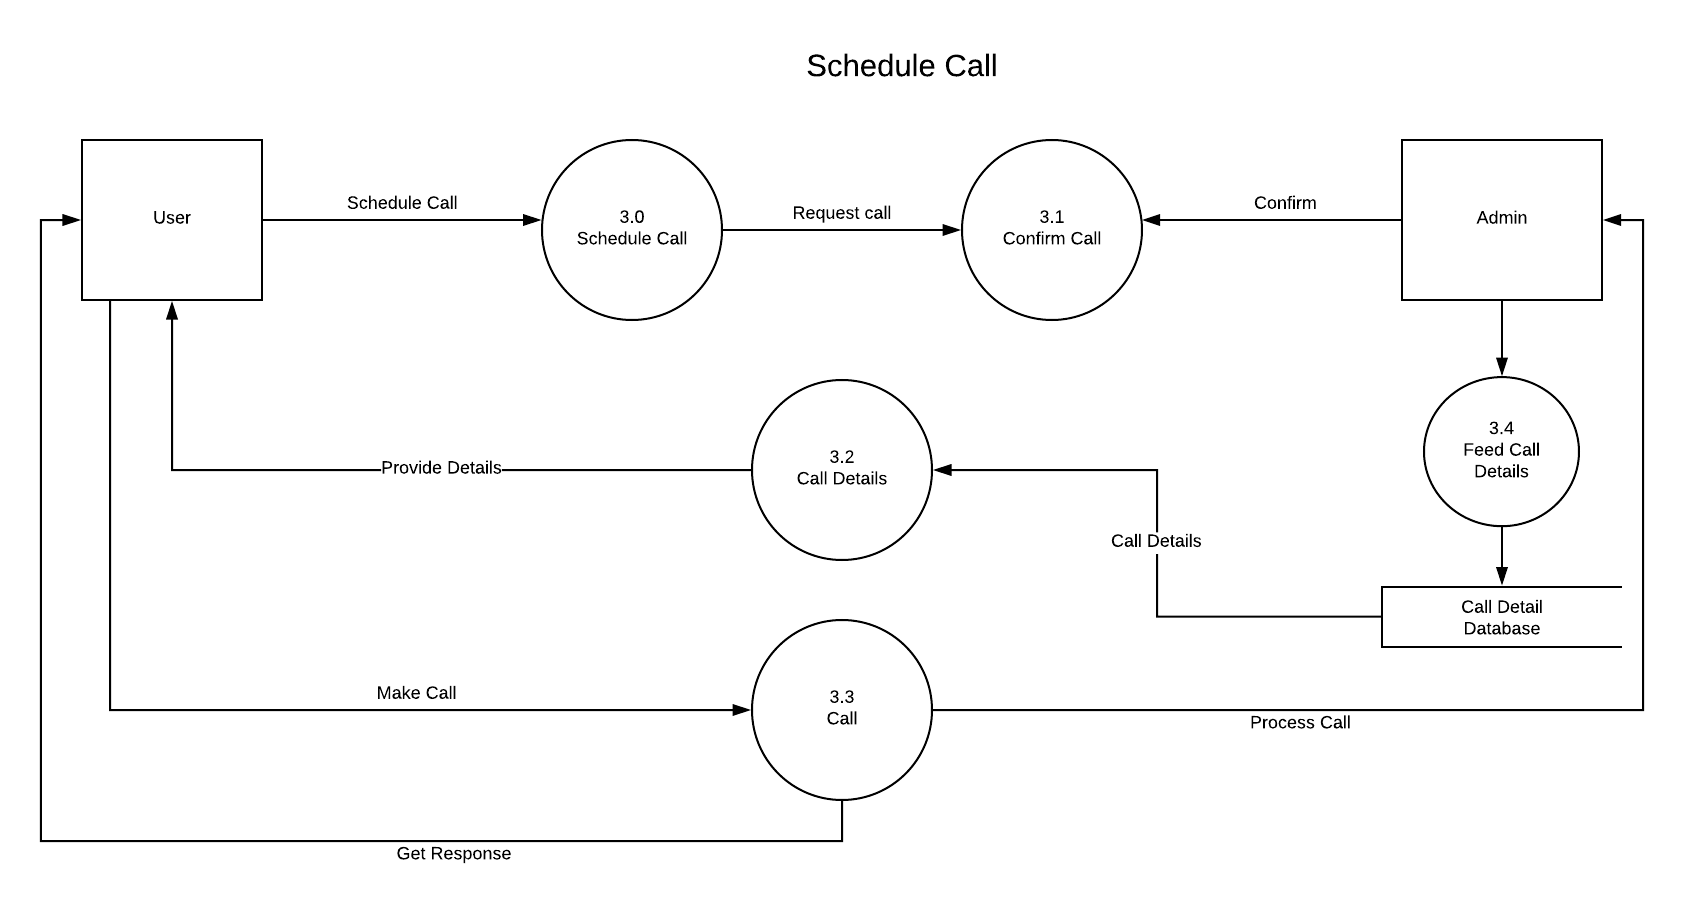 Schedule Call
User
Schedule Call
3.0
Schedule Call
Request call
3.1
Confirm Call
Confirm
Admin
3.4
Feed Call
Details
3.2
Call Details
Provide Details
Call Details
Call Detail
Database
Make Call
3.3
Call
Process Call
Get Response